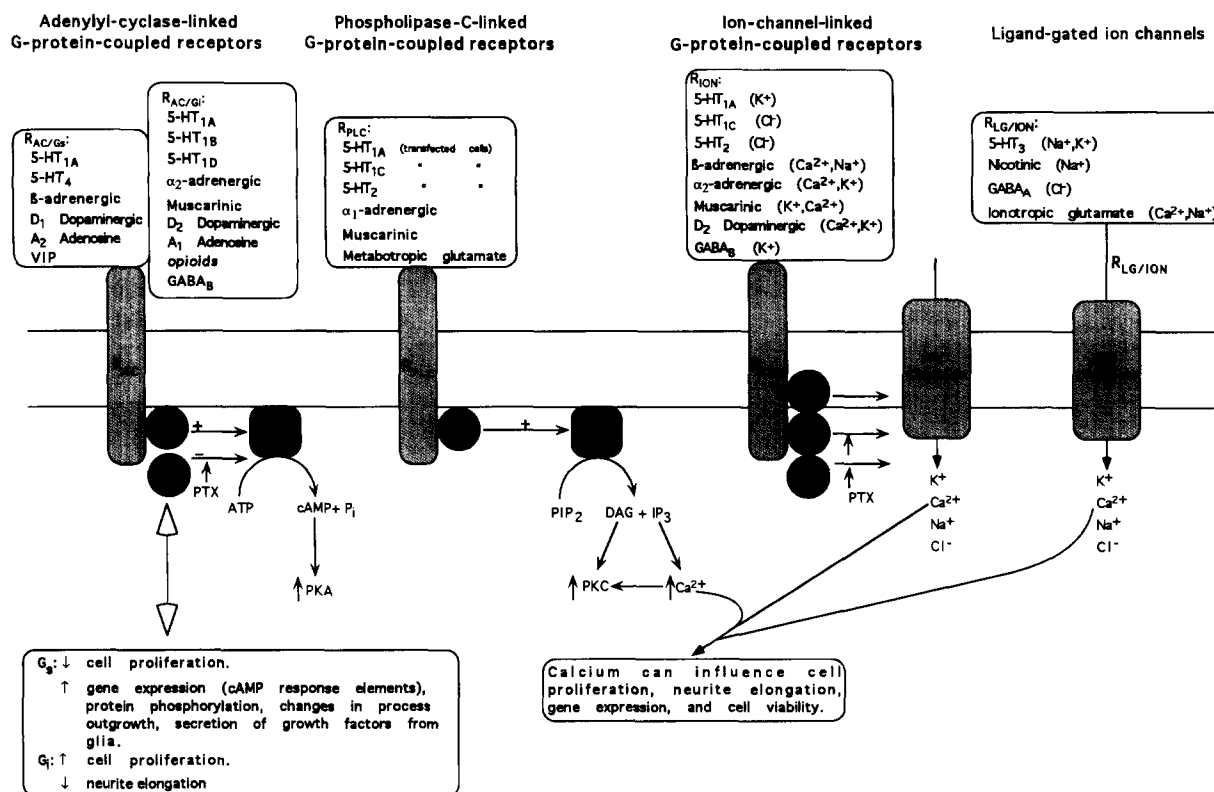 Adenylyl-cyclase-linked
G-protein-coupled receptors
Phospholipase-C-linked
G-protein-coupled receptors
Ion-channel-linked
G-protein-coupled receptors
Ligand-gated ion channels
R_AC/Gs:
5-HT1A
5-HT4
ß-adrenergic
D1 Dopaminergic
A2 Adenosine
VIP
R_AC/Gi:
5-HT1A
5-HT1B
5-HT1D
α2-adrenergic
Muscarinic
D2 Dopaminergic
A1 Adenosine
opioids
GABAB
R_PLC:
5-HT1A (transfected cells)
5-HT1C " "
5-HT2 " "
α1-adrenergic
Muscarinic
Metabotropic glutamate
R_ION:
5-HT1A (K+)
5-HT1C (Cl-)
5-HT2 (Cl-)
ß-adrenergic (Ca2+,Na+)
α2-adrenergic (Ca2+,K+)
Muscarinic (K+,Ca2+)
D2 Dopaminergic (Ca2+,K+)
GABAB (K+)
R_LG/ION:
5-HT3 (Na+,K+)
Nicotinic (Na+)
GABAA (Cl-)
Ionotropic glutamate (Ca2+,Na+)
R_LG/ION
+
–
PTX
ATP
cAMP+ Pi
↑PKA
+
PIP2
DAG + IP3
↑PKC
↑Ca2+
PTX
K+
Ca2+
Na+
Cl-
K+
Ca2+
Na+
Cl-
Gs: ↓ cell proliferation.
↑ gene expression (cAMP response elements),
protein phosphorylation, changes in process
outgrowth, secretion of growth factors from
glia.
Gi: ↑ cell proliferation.
↓ neurite elongation
Calcium can influence cell
proliferation, neurite elongation,
gene expression, and cell viability.